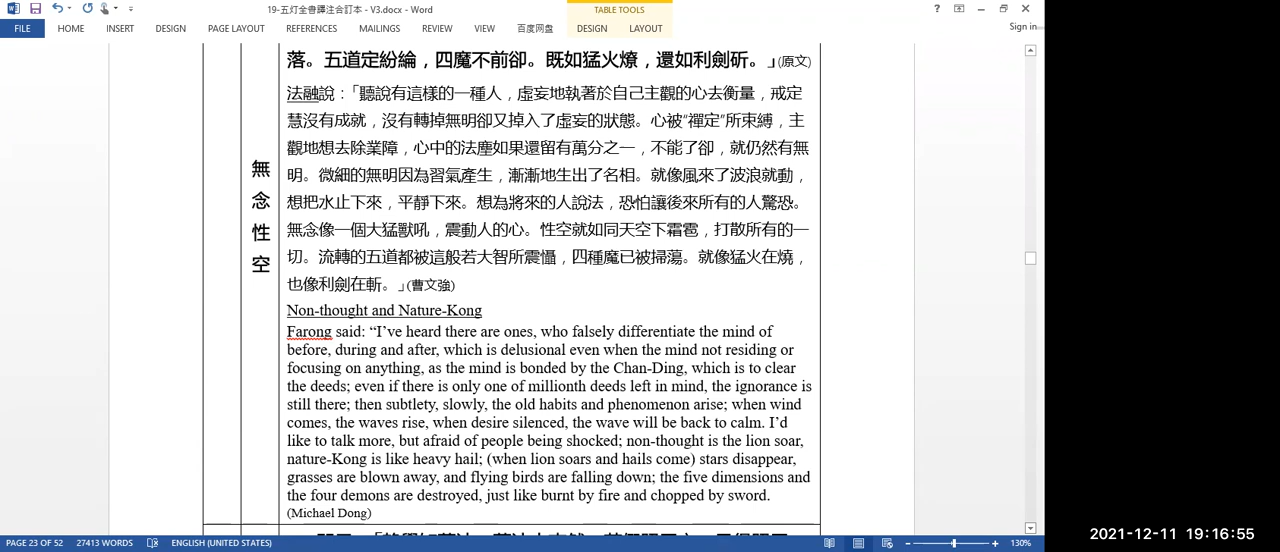 19-五灯全書譯注合訂本 - V3.docx - Word
TABLE TOOLS
Sign in
FILE HOME INSERT DESIGN PAGE LAYOUT REFERENCES MAILINGS REVIEW VIEW 百度网盘 DESIGN LAYOUT
落。五道定紛綸，四魔不前卻。既如猛火燎，還如利劍斫。」(原文)
法融說：「聽說有這樣的一種人，虛妄地執著於自己主觀的心去衡量，戒定
慧沒有成就，沒有轉掉無明卻又掉入了虛妄的狀態。心被“禪定”所束縛，主
觀地想去除業障，心中的法塵如果還留有萬分之一，不能了卻，就仍然有無
明。微細的無明因為習氣產生，漸漸地生出了名相。就像風來了波浪就動，
想把水止下來，平靜下來。想為將來的人說法，恐怕讓後來所有的人驚恐。
無念像一個大猛獸吼，震動人的心。性空就如同天空下霜雹，打散所有的一
切。流轉的五道都被這般若大智所震懾，四種魔已被掃蕩。就像猛火在燒，
也像利劍在斬。」(曹文強)
無
念
性
空
Non-thought and Nature-Kong
Farong said: “I’ve heard there are ones, who falsely differentiate the mind of
before, during and after, which is delusional even when the mind not residing or
focusing on anything, as the mind is bonded by the Chan-Ding, which is to clear
the deeds; even if there is only one of millionth deeds left in mind, the ignorance is
still there; then subtlety, slowly, the old habits and phenomenon arise; when wind
comes, the waves rise, when desire silenced, the wave will be back to calm. I’d
like to talk more, but afraid of people being shocked; non-thought is the lion soar,
nature-Kong is like heavy hail; (when lion soars and hails come) stars disappear,
grasses are blown away, and flying birds are falling down; the five dimensions and
the four demons are destroyed, just like burnt by fire and chopped by sword.
(Michael Dong)
PAGE 23 OF 52 27413 WORDS ENGLISH (UNITED STATES) 130%
2021-12-11 19:16:55